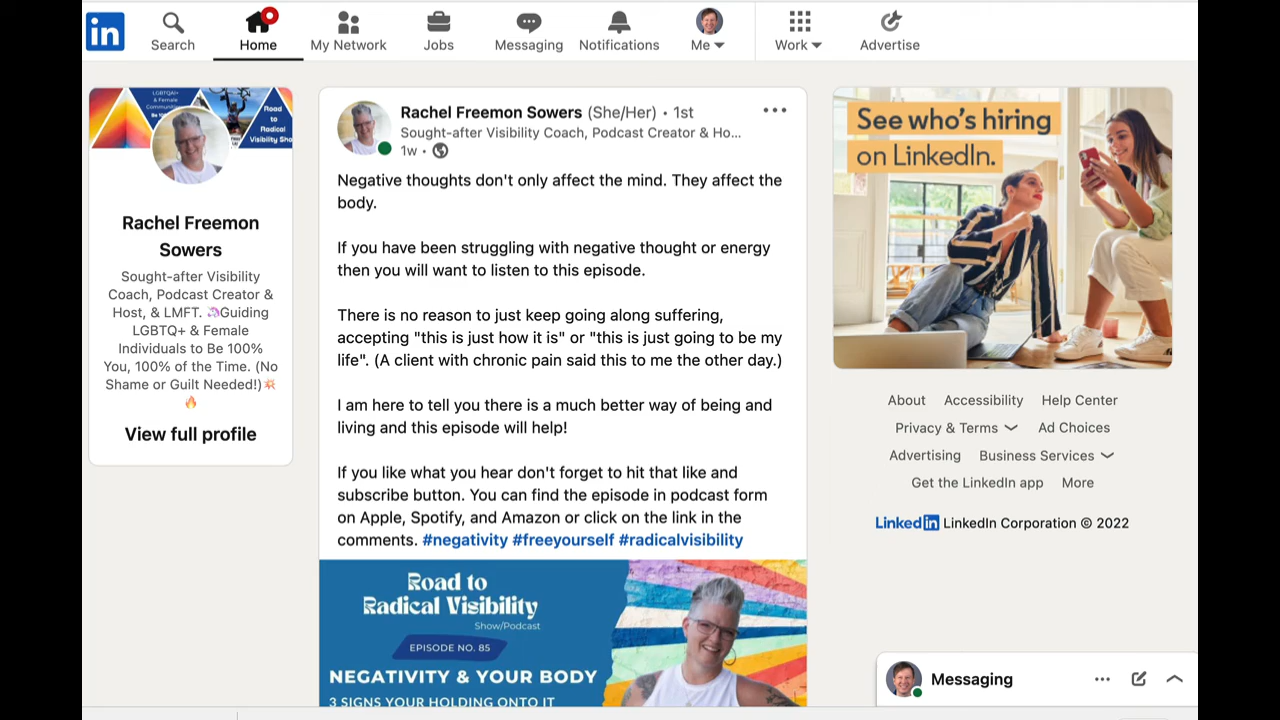 in
Search
Home
My Network
Jobs
Messaging
Notifications
Me
Work
Advertise
LGBTQAI+
& Female
Road
to
Radical
Visibility Sho
Rachel Freemon
Sowers
Sought-after Visibility
Coach, Podcast Creator &
Host, & LMFT. 🦄Guiding
LGBTQ+ & Female
Individuals to Be 100%
You, 100% of the Time. (No
Shame or Guilt Needed!)💥
🔥
View full profile
Rachel Freemon Sowers (She/Her) • 1st
Sought-after Visibility Coach, Podcast Creator & Ho...
1w •
Negative thoughts don't only affect the mind. They affect the
body.
If you have been struggling with negative thought or energy
then you will want to listen to this episode.
There is no reason to just keep going along suffering,
accepting "this is just how it is" or "this is just going to be my
life". (A client with chronic pain said this to me the other day.)
I am here to tell you there is a much better way of being and
living and this episode will help!
If you like what you hear don't forget to hit that like and
subscribe button. You can find the episode in podcast form
on Apple, Spotify, and Amazon or click on the link in the
comments. #negativity #freeyourself #radicalvisibility
Road to
Radical Visibility
Show/Podcast
EPISODE NO. 85
NEGATIVITY & YOUR BODY
3 SIGNS YOUR HOLDING ONTO IT
See who's hiring
on LinkedIn.
About Accessibility Help Center
Privacy & Terms Ad Choices
Advertising Business Services
Get the LinkedIn app More
LinkedIn LinkedIn Corporation © 2022
Messaging